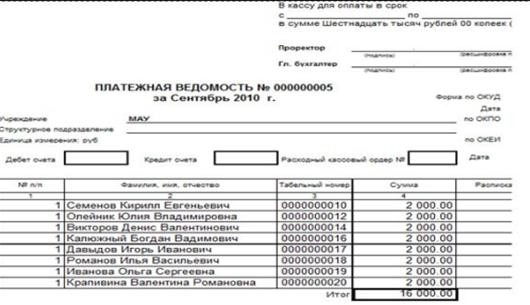 В кассу для оплаты в срок
с по
в сумме Шестнадцать тысяч рублей 00 копеек (
Проректор
(подпись) (расшифровка п
Гл. бухгалтер
(подпись) (расшифровка п
ПЛАТЕЖНАЯ ВЕДОМОСТЬ № 000000005
за Сентябрь 2010 г.
Форма по ОКУД
Дата
Учреждение МАУ по ОКПО
Структурное подразделение
Единица измерения: руб по ОКЕИ
Дебет счета Кредит счета Расходный кассовый ордер № Дата
№ п/п Фамилия, имя, отчество Табельный номер Сумма Расписка
1 2 3 4
1 Семенов Кирилл Евгеньевич 0000000010 2 000.00
1 Олейник Юлия Владимировна 0000000012 2 000.00
1 Викторов Денис Валентинович 0000000014 2 000.00
1 Калюжный Богдан Вадимович 0000000016 2 000.00
1 Давыдов Игорь Иванович 0000000017 2 000.00
1 Романов Илья Васильевич 0000000018 2 000.00
1 Иванова Ольга Сергеевна 0000000019 2 000.00
1 Крапивина Валентина Романовна 0000000020 2 000.00
Итог 16 000.00